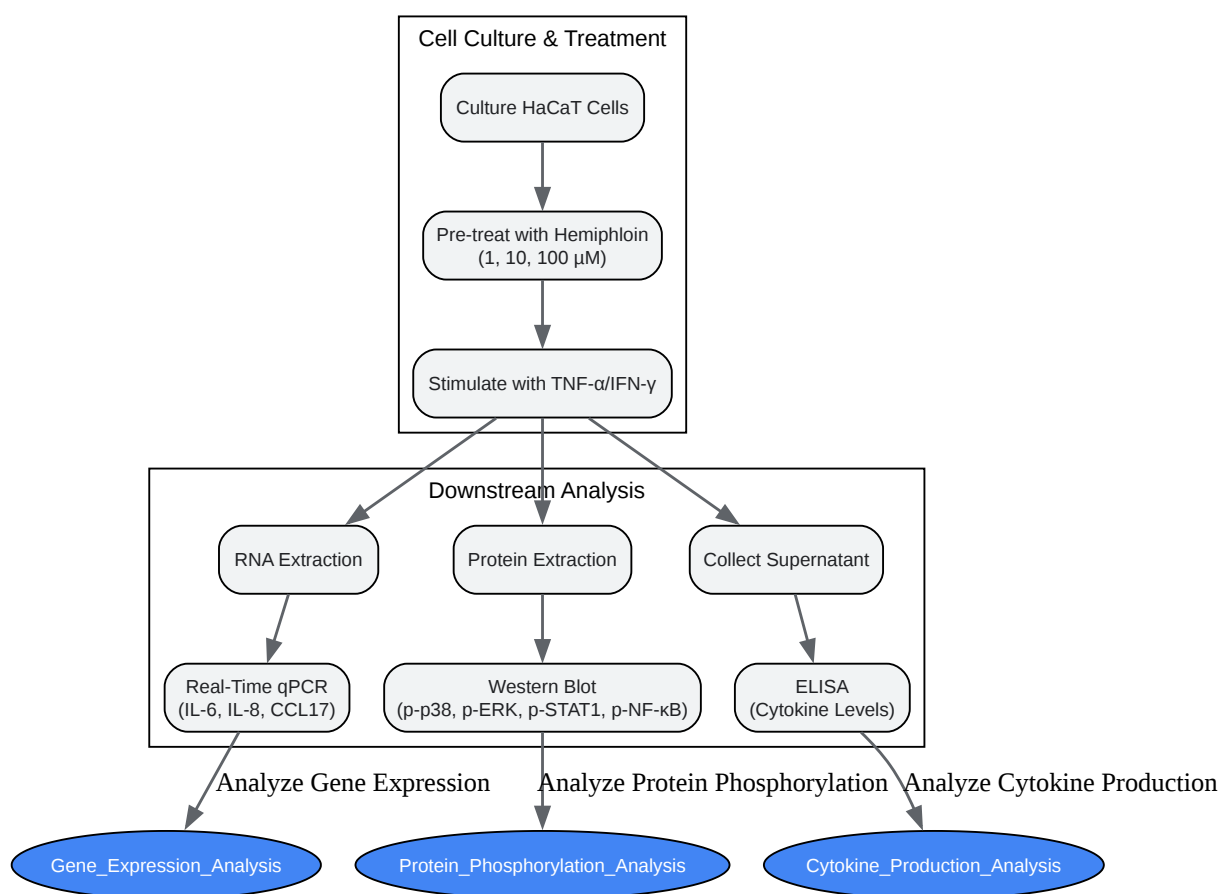 Cell Culture & Treatment
Culture HaCaT Cells
Pre-treat with Hemiphloin
(1, 10, 100 µM)
Stimulate with TNF-α/IFN-γ
Downstream Analysis
RNA Extraction
Protein Extraction
Collect Supernatant
Real-Time qPCR
(IL-6, IL-8, CCL17)
Western Blot
(p-p38, p-ERK, p-STAT1, p-NF-κB)
ELISA
(Cytokine Levels)
Analyze Gene Expression
Analyze Protein Phosphorylation
Analyze Cytokine Production
Gene_Expression_Analysis
Protein_Phosphorylation_Analysis
Cytokine_Production_Analysis